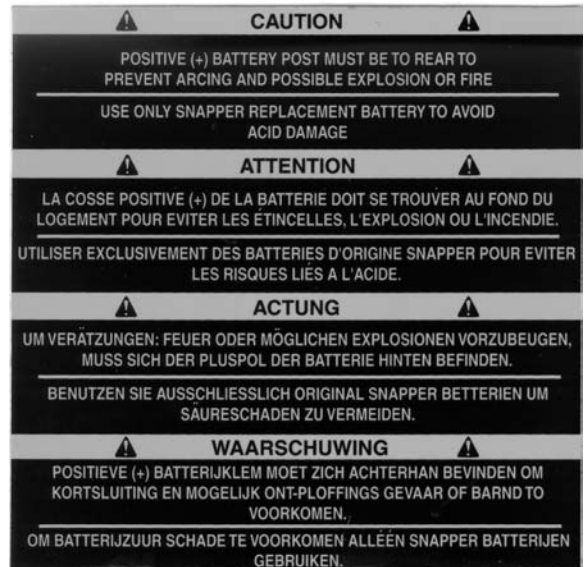 CAUTION
POSITIVE (+) BATTERY POST MUST BE TO REAR TO
PREVENT ARCING AND POSSIBLE EXPLOSION OR FIRE
USE ONLY SNAPPER REPLACEMENT BATTERY TO AVOID
ACID DAMAGE
ATTENTION
LA COSSE POSITIVE (+) DE LA BATTERIE DOIT SE TROUVER AU FOND DU
LOGEMENT POUR EVITER LES ÉTINCELLES, L'EXPLOSION OU L'INCENDIE.
UTILISER EXCLUSIVEMENT DES BATTERIES D'ORIGINE SNAPPER POUR EVITER
LES RISQUES LIÉS A L'ACIDE.
ACTUNG
UM VERÄTZUNGEN: FEUER ODER MÖGLICHEN EXPLOSIONEN VORZUBEUGEN,
MUSS SICH DER PLUSPOL DER BATTERIE HINTEN BEFINDEN.
BENUTZEN SIE AUSSCHLIESSLICH ORIGINAL SNAPPER BETTERIEN UM
SÄURESCHADEN ZU VERMEIDEN.
WAARSCHUWING
POSITIEVE (+) BATTERIJKLEM MOET ZICH ACHTERHAN BEVINDEN OM
KORTSLUITING EN MOGELIJK ONT-PLOFFINGS GEVAAR OF BARND TO
VOORKOMEN.
OM BATTERIJZUUR SCHADE TE VOORKOMEN ALLÉÉN SNAPPER BATTERIJEN
GEBRUIKEN.